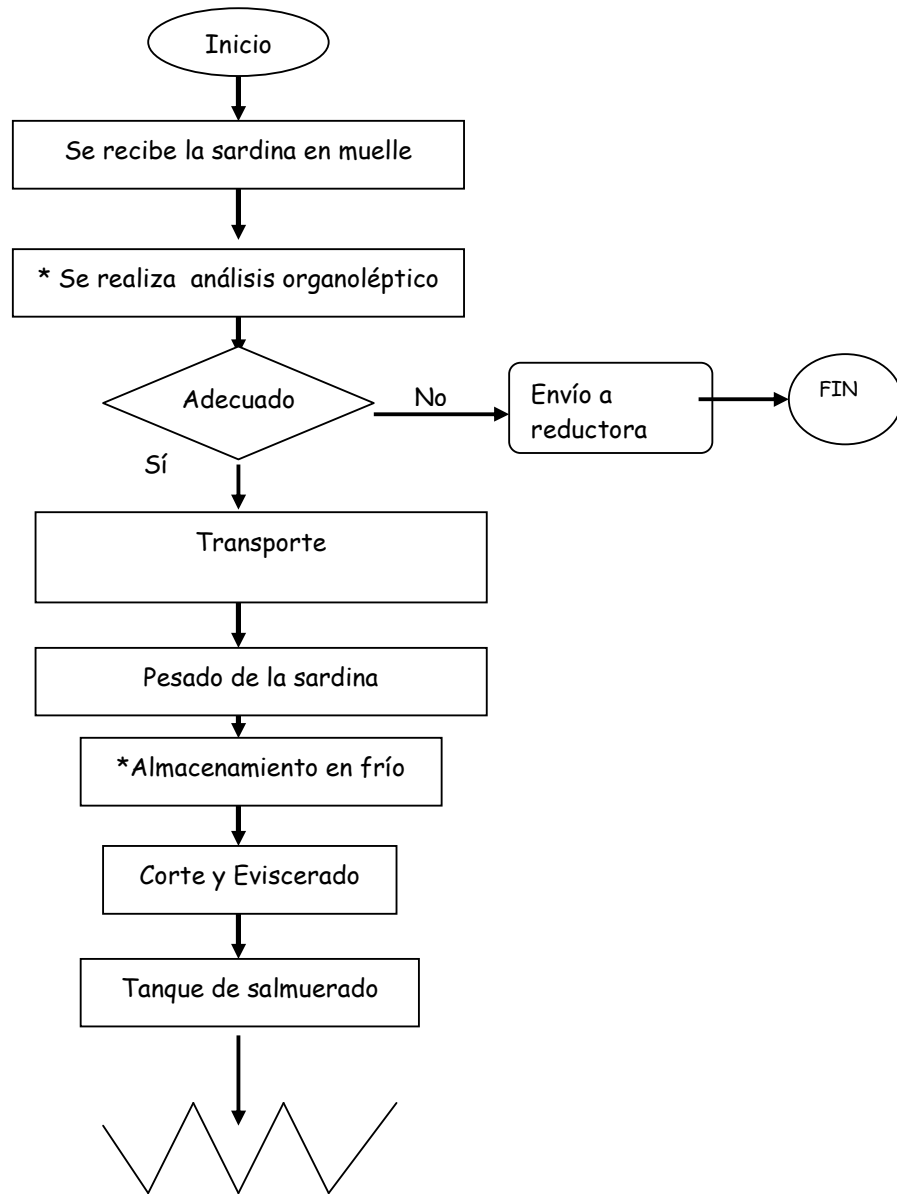 Inicio
Se recibe la sardina en muelle
* Se realiza análisis organoléptico
Adecuado
No
Envío a
reductora
FIN
Sí
Transporte
Pesado de la sardina
*Almacenamiento en frío
Corte y Eviscerado
Tanque de salmuerado